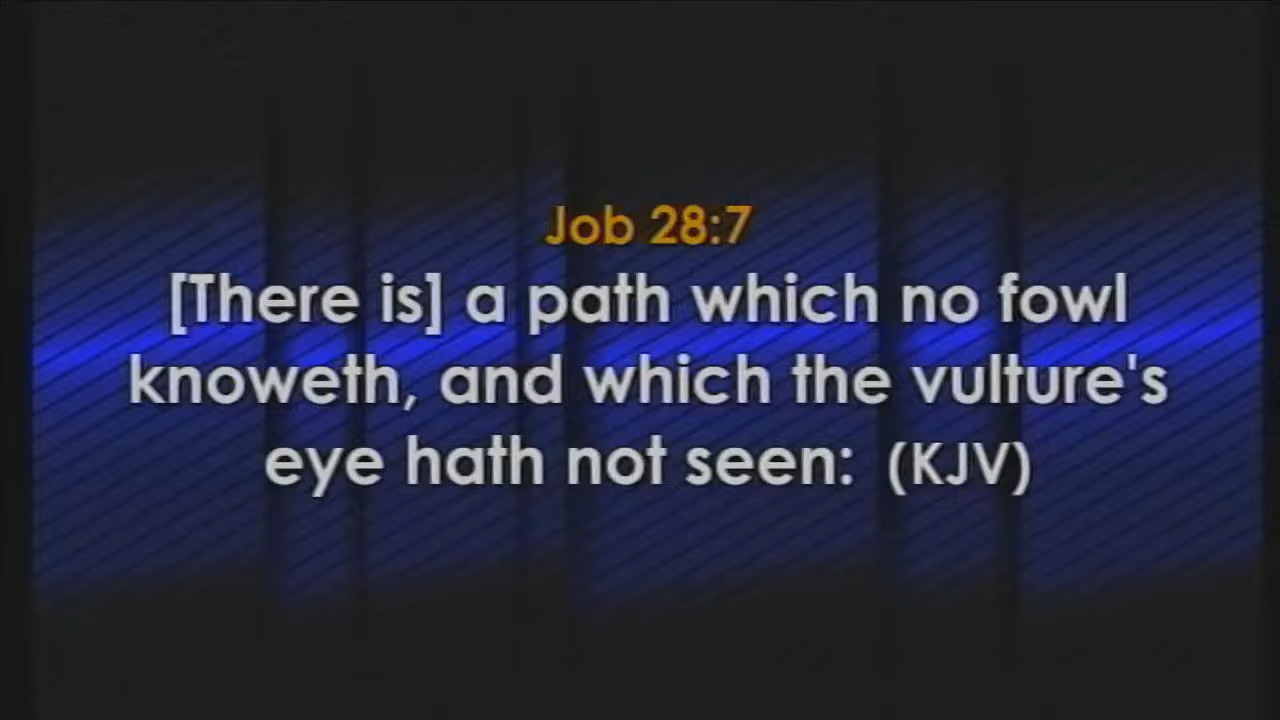 Job 28:7
[There is] a path which no fowl
knoweth, and which the vulture's
eye hath not seen: (KJV)